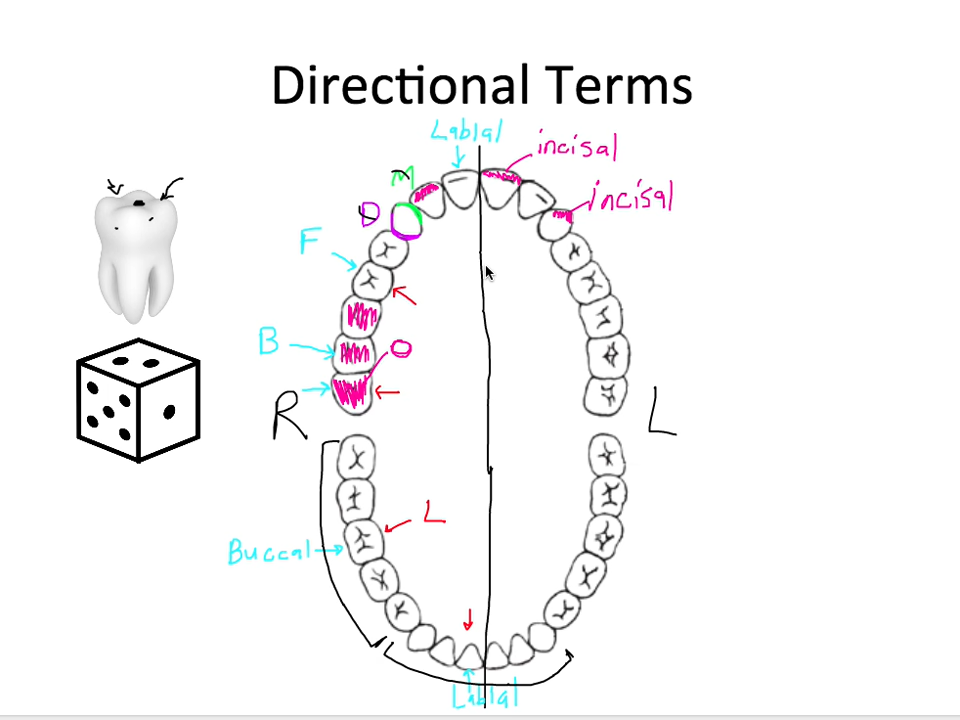 Directional Terms
Labial
incisal
M
incisal
D
F
B
O
R
L
L
Buccal
Labial